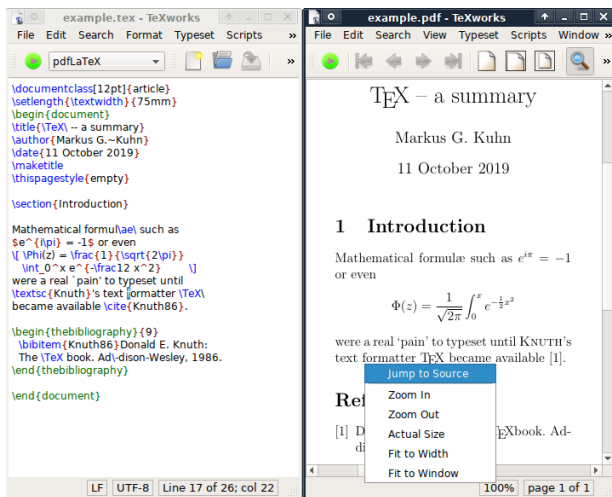 example.tex - TeXworks
File Edit Search Format Typeset Scripts »
pdfLaTeX »
\documentclass[12pt]{article}
\setlength{\textwidth}{75mm}
\begin{document}
\title{\TeX\ -- a summary}
\author{Markus G.~Kuhn}
\date{11 October 2019}
\maketitle
\thispagestyle{empty}
\section{Introduction}
Mathematical formul\ae\ such as
$e^{i\pi} = -1$ or even
\[ \Phi(z) = \frac{1}{\sqrt{2\pi}}
\int_0^x e^{-\frac12 x^2} \]
were a real `pain' to typeset until
\textsc{Knuth}'s text formatter \TeX\
became available \cite{Knuth86}.
\begin{thebibliography}{9}
\bibitem{Knuth86}Donald E. Knuth:
The \TeX book. Ad\-dison-Wesley, 1986.
\end{thebibliography}
\end{document}
LF UTF-8 Line 17 of 26; col 22
example.pdf - TeXworks
File Edit Search View Typeset Scripts Window »
»
TEX – a summary
Markus G. Kuhn
11 October 2019
1 Introduction
Mathematical formulæ such as e^{iπ} = −1
or even
Φ(z) = 1/√2π ∫₀ˣ e^{−½x²}
were a real ‘pain’ to typeset until KNUTH’s
text formatter TEX became available [1].
Jump to Source
Zoom In
Zoom Out
Actual Size
Fit to Width
Fit to Window
Ref
[1] D
TEXbook. Ad-
di
100% page 1 of 1